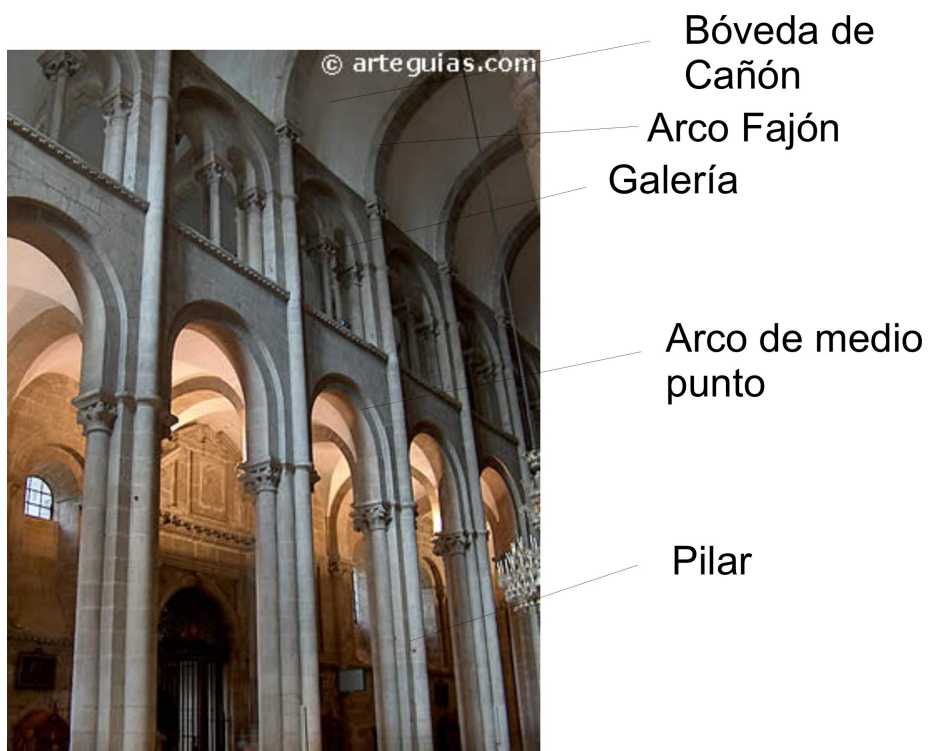 © arteguias.com
Bóveda de
Cañón
Arco Fajón
Galería
Arco de medio
punto
Pilar